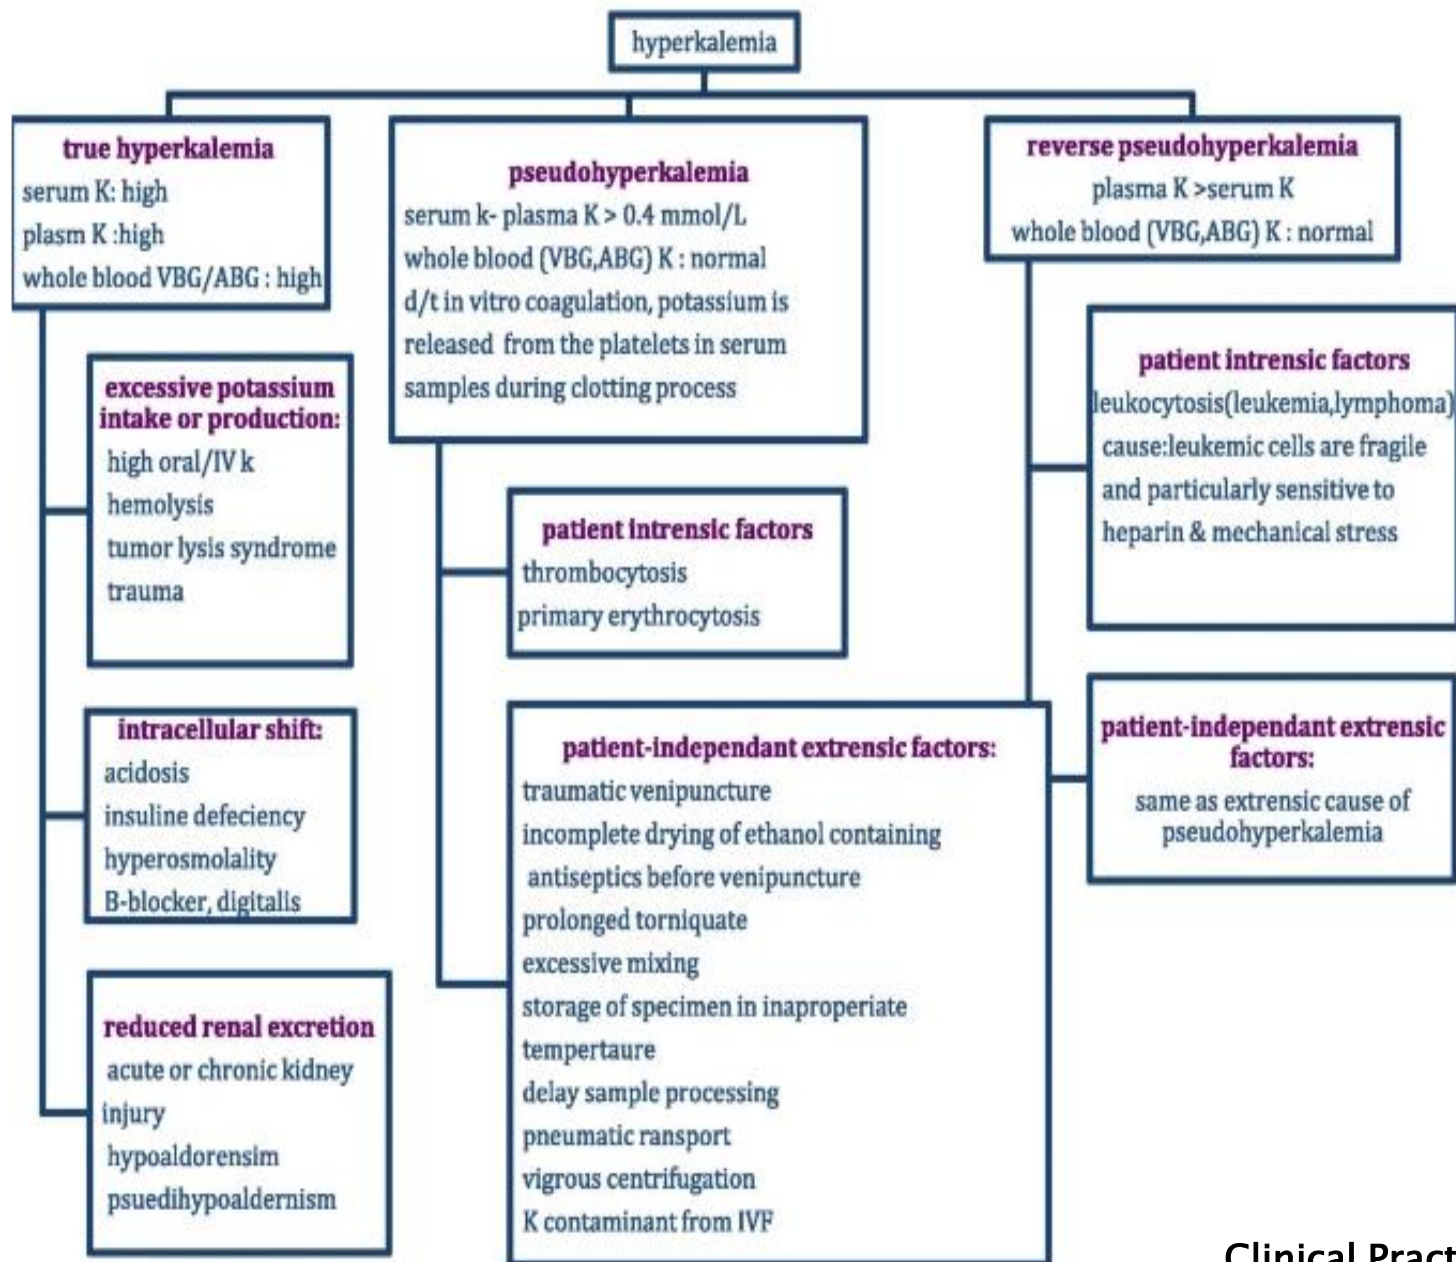 hyperkalemia
true hyperkalemia
serum K: high
plasm K :high
whole blood VBG/ABG : high
excessive potassium
intake or production:
high oral/IV k
hemolysis
tumor lysis syndrome
trauma
intracellular shift:
acidosis
insuline defeciency
hyperosmolality
B-blocker, digitalis
reduced renal excretion
acute or chronic kidney
injury
hypoaldorensim
psuedihypoaldernism
pseudohyperkalemia
serum k- plasma K > 0.4 mmol/L
whole blood (VBG,ABG) K : normal
d/t in vitro coagulation, potassium is
released from the platelets in serum
samples during clotting process
patient intrensic factors
thrombocytosis
primary erythrocytosis
patient-independant extrensic factors:
traumatic venipuncture
incomplete drying of ethanol containing
antiseptics before venipuncture
prolonged torniquate
excessive mixing
storage of specimen in inaproperiate
tempertaure
delay sample processing
pneumatic ransport
vigrous centrifugation
K contaminant from IVF
reverse pseudohyperkalemia
plasma K >serum K
whole blood (VBG,ABG) K : normal
patient intrensic factors
leukocytosis(leukemia,lymphoma)
cause:leukemic cells are fragile
and particularly sensitive to
heparin & mechanical stress
patient-independant extrensic
factors:
same as extrensic cause of
pseudohyperkalemia
Clinical Pract